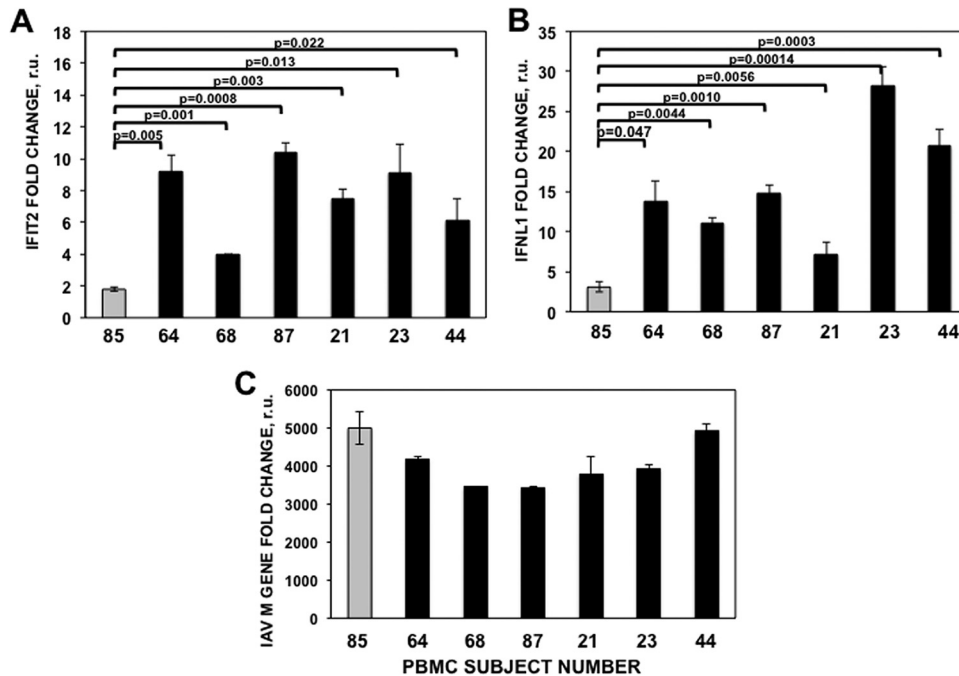 A
IFIT2 FOLD CHANGE, r.u.
18
16
14
12
10
8
6
4
2
0
p=0.022
p=0.013
p=0.003
p=0.0008
p=0.001
p=0.005
85 64 68 87 21 23 44
B
IFNL1 FOLD CHANGE, r.u.
35
30
25
20
15
10
5
0
p=0.0003
p=0.00014
p=0.0056
p=0.0010
p=0.0044
p=0.047
85 64 68 87 21 23 44
C
IAV M GENE FOLD CHANGE, r.u.
6000
5000
4000
3000
2000
1000
0
85 64 68 87 21 23 44
PBMC SUBJECT NUMBER